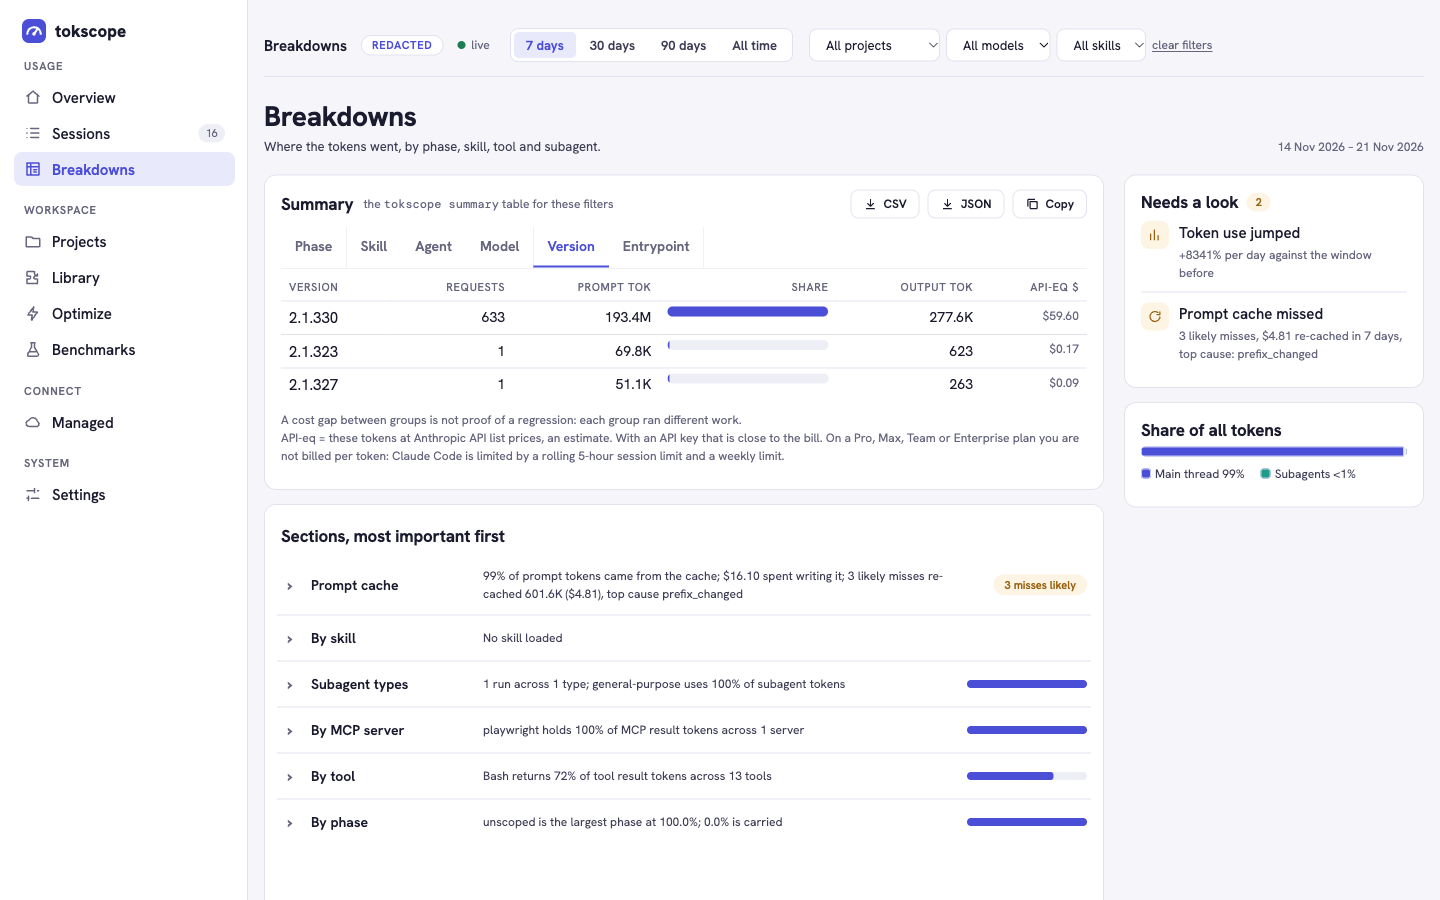 tokscope
USAGE
Overview
Sessions 16
Breakdowns
WORKSPACE
Projects
Library
Optimize
Benchmarks
CONNECT
Managed
SYSTEM
Settings
Breakdowns REDACTED live 7 days 30 days 90 days All time All projects All models All skills clear filters
Breakdowns
Where the tokens went, by phase, skill, tool and subagent.
14 Nov 2026 – 21 Nov 2026
Summary the tokscope summary table for these filters CSV JSON Copy
Phase Skill Agent Model Version Entrypoint
VERSION REQUESTS PROMPT TOK SHARE OUTPUT TOK API-EQ $
2.1.330 633 193.4M 277.6K $59.60
2.1.323 1 69.8K 623 $0.17
2.1.327 1 51.1K 263 $0.09
A cost gap between groups is not proof of a regression: each group ran different work.
API-eq = these tokens at Anthropic API list prices, an estimate. With an API key that is close to the bill. On a Pro, Max, Team or Enterprise plan you are
not billed per token: Claude Code is limited by a rolling 5-hour session limit and a weekly limit.
Sections, most important first
Prompt cache
99% of prompt tokens came from the cache; $16.10 spent writing it; 3 likely misses re-
cached 601.6K ($4.81), top cause prefix_changed
3 misses likely
By skill No skill loaded
Subagent types 1 run across 1 type; general-purpose uses 100% of subagent tokens
By MCP server playwright holds 100% of MCP result tokens across 1 server
By tool Bash returns 72% of tool result tokens across 13 tools
By phase unscoped is the largest phase at 100.0%; 0.0% is carried
Needs a look 2
Token use jumped
+8341% per day against the window
before
Prompt cache missed
3 likely misses, $4.81 re-cached in 7 days,
top cause: prefix_changed
Share of all tokens
Main thread 99% Subagents <1%